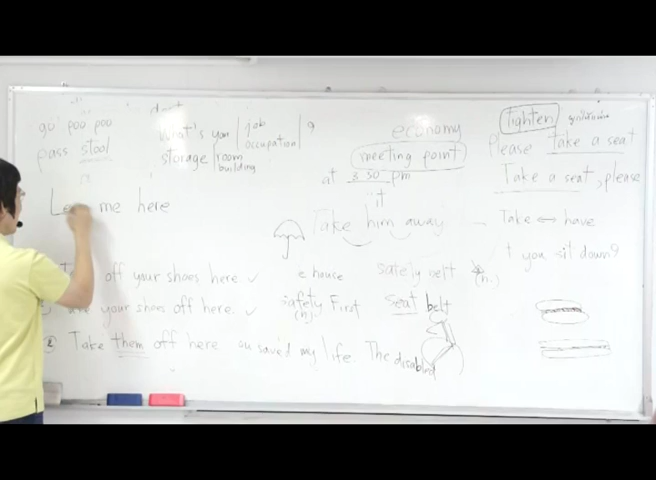 go poo poo
pass stool
What's you job occupation ?
storage room building
economy
meeting point
at 3 30 pm
it
tighten
Please Take a seat
Take a seat, please
me here
Take him away
Take ↔ have
t you sit down?
off your shoes here. ✓
your shoes off here. ✓
Take them off here
safety First
(n.)
safety belt
seat belt
(n.)
saved my life. The disabled